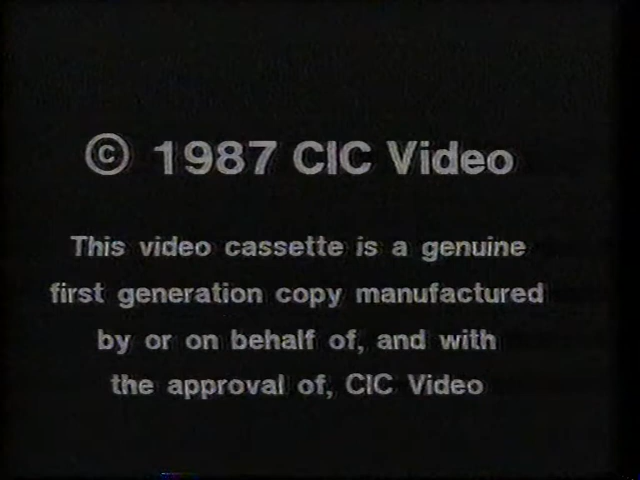 © 1987 CIC Video
This video cassette is a genuine
first generation copy manufactured
by or on behalf of, and with
the approval of, CIC Video